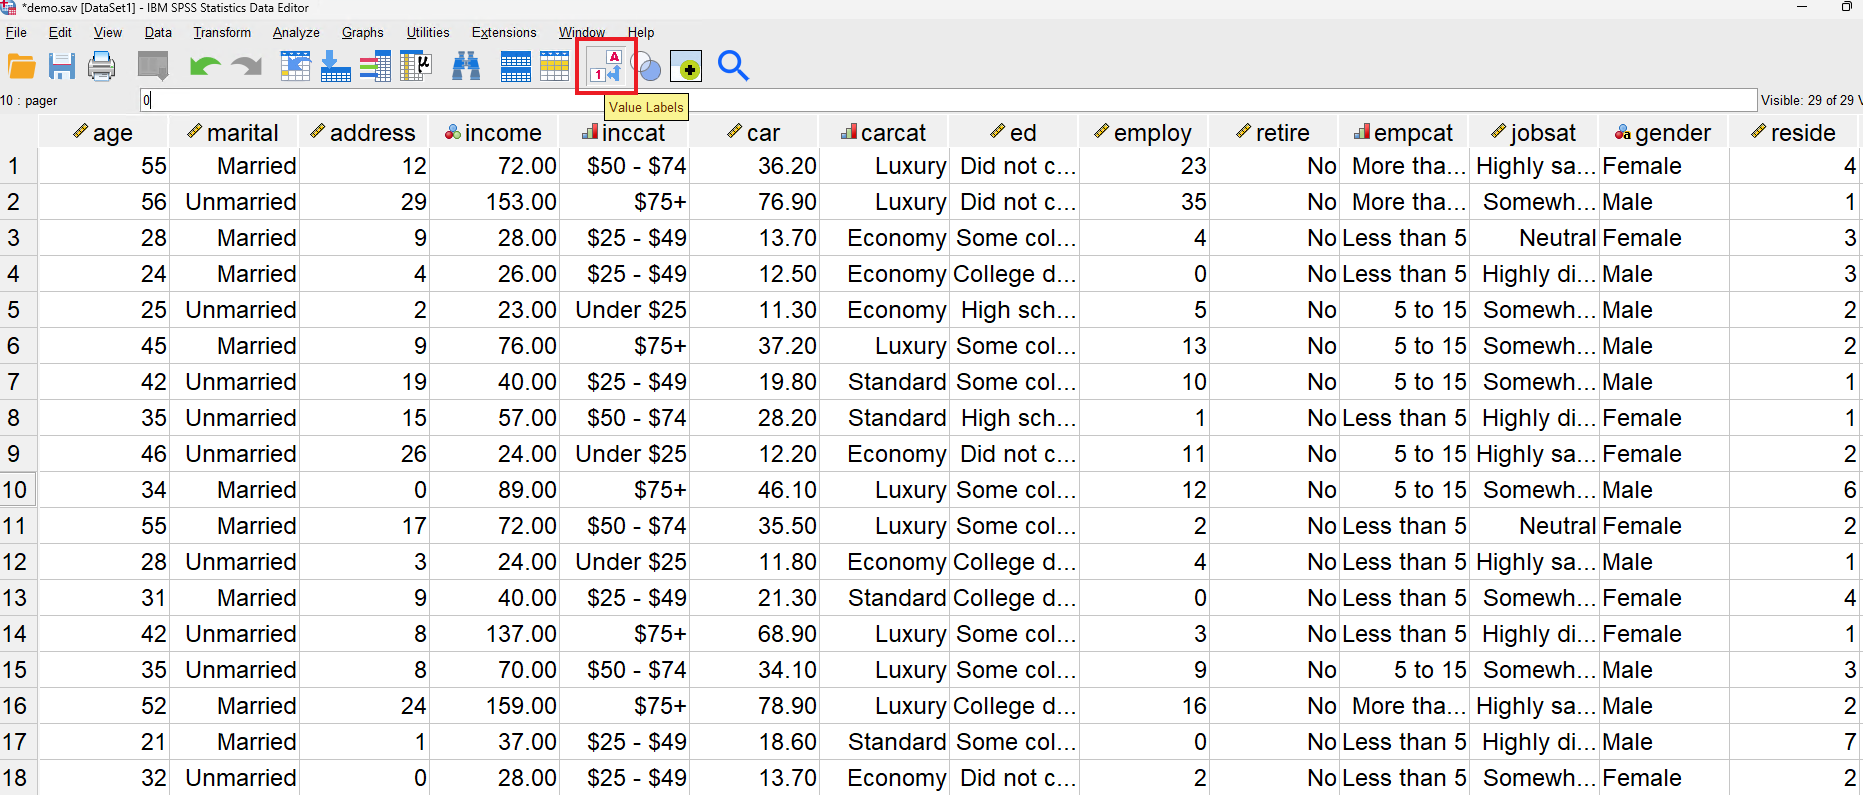 *demo.sav [DataSet1] - IBM SPSS Statistics Data Editor
File Edit View Data Transform Analyze Graphs Utilities Extensions Window Help
A
1
µ
10 : pager 0 Visible: 29 of 29 V
Value Labels
age marital address income inccat car carcat ed employ retire empcat jobsat gender reside
1 55 Married 12 72.00 $50 - $74 36.20 Luxury Did not c... 23 No More tha... Highly sa... Female 4
2 56 Unmarried 29 153.00 $75+ 76.90 Luxury Did not c... 35 No More tha... Somewh... Male 1
3 28 Married 9 28.00 $25 - $49 13.70 Economy Some col... 4 No Less than 5 Neutral Female 3
4 24 Married 4 26.00 $25 - $49 12.50 Economy College d... 0 No Less than 5 Highly di... Male 3
5 25 Unmarried 2 23.00 Under $25 11.30 Economy High sch... 5 No 5 to 15 Somewh... Male 2
6 45 Married 9 76.00 $75+ 37.20 Luxury Some col... 13 No 5 to 15 Somewh... Male 2
7 42 Unmarried 19 40.00 $25 - $49 19.80 Standard Some col... 10 No 5 to 15 Somewh... Male 1
8 35 Unmarried 15 57.00 $50 - $74 28.20 Standard High sch... 1 No Less than 5 Highly di... Female 1
9 46 Unmarried 26 24.00 Under $25 12.20 Economy Did not c... 11 No 5 to 15 Highly sa... Female 2
10 34 Married 0 89.00 $75+ 46.10 Luxury Some col... 12 No 5 to 15 Somewh... Male 6
11 55 Married 17 72.00 $50 - $74 35.50 Luxury Some col... 2 No Less than 5 Neutral Female 2
12 28 Unmarried 3 24.00 Under $25 11.80 Economy College d... 4 No Less than 5 Highly sa... Male 1
13 31 Married 9 40.00 $25 - $49 21.30 Standard College d... 0 No Less than 5 Somewh... Female 4
14 42 Unmarried 8 137.00 $75+ 68.90 Luxury Some col... 3 No Less than 5 Highly di... Female 1
15 35 Unmarried 8 70.00 $50 - $74 34.10 Luxury Some col... 9 No 5 to 15 Somewh... Male 3
16 52 Married 24 159.00 $75+ 78.90 Luxury College d... 16 No More tha... Highly sa... Male 2
17 21 Married 1 37.00 $25 - $49 18.60 Standard Some col... 0 No Less than 5 Highly di... Male 7
18 32 Unmarried 0 28.00 $25 - $49 13.70 Economy Did not c... 2 No Less than 5 Somewh... Female 2